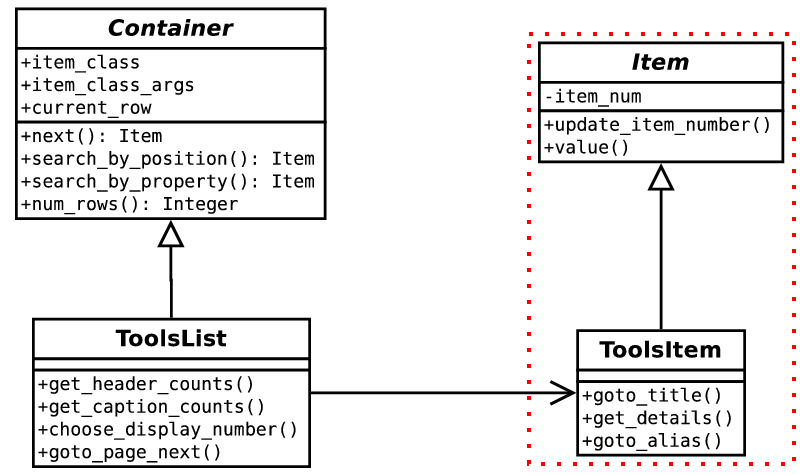 Container
+item_class
+item_class_args
+current_row
+next(): Item
+search_by_position(): Item
+search_by_property(): Item
+num_rows(): Integer
Item
-item_num
+update_item_number()
+value()
ToolsList
+get_header_counts()
+get_caption_counts()
+choose_display_number()
+goto_page_next()
ToolsItem
+goto_title()
+get_details()
+goto_alias()